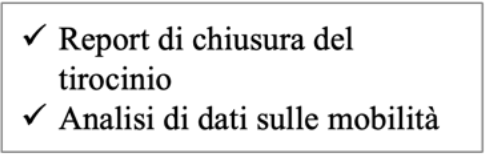 ✓ Report di chiusura del
tirocinio
✓ Analisi di dati sulle mobilità